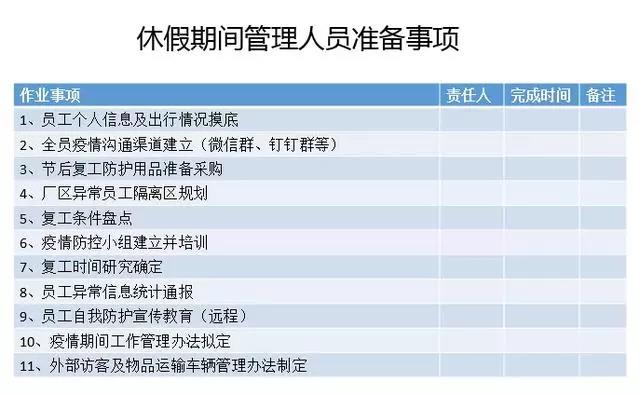 休假期间管理人员准备事项
作业事项 责任人 完成时间 备注
1、员工个人信息及出行情况摸底
2、全员疫情沟通渠道建立（微信群、钉钉群等）
3、节后复工防护用品准备采购
4、厂区异常员工隔离区规划
5、复工条件盘点
6、疫情防控小组建立并培训
7、复工时间研究确定
8、员工异常信息统计通报
9、员工自我防护宣传教育（远程）
10、疫情期间工作管理办法拟定
11、外部访客及物品运输车辆管理办法制定